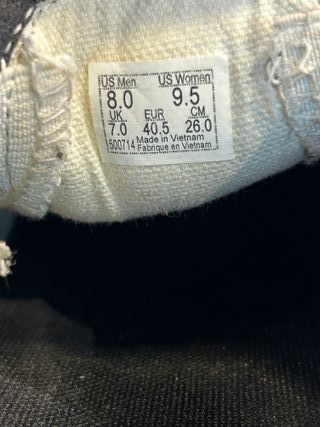 US Men US Women
8.0 9.5
UK EUR CM
7.0 40.5 26.0
500714 Made in Vietnam
Fabrique en Vietnam